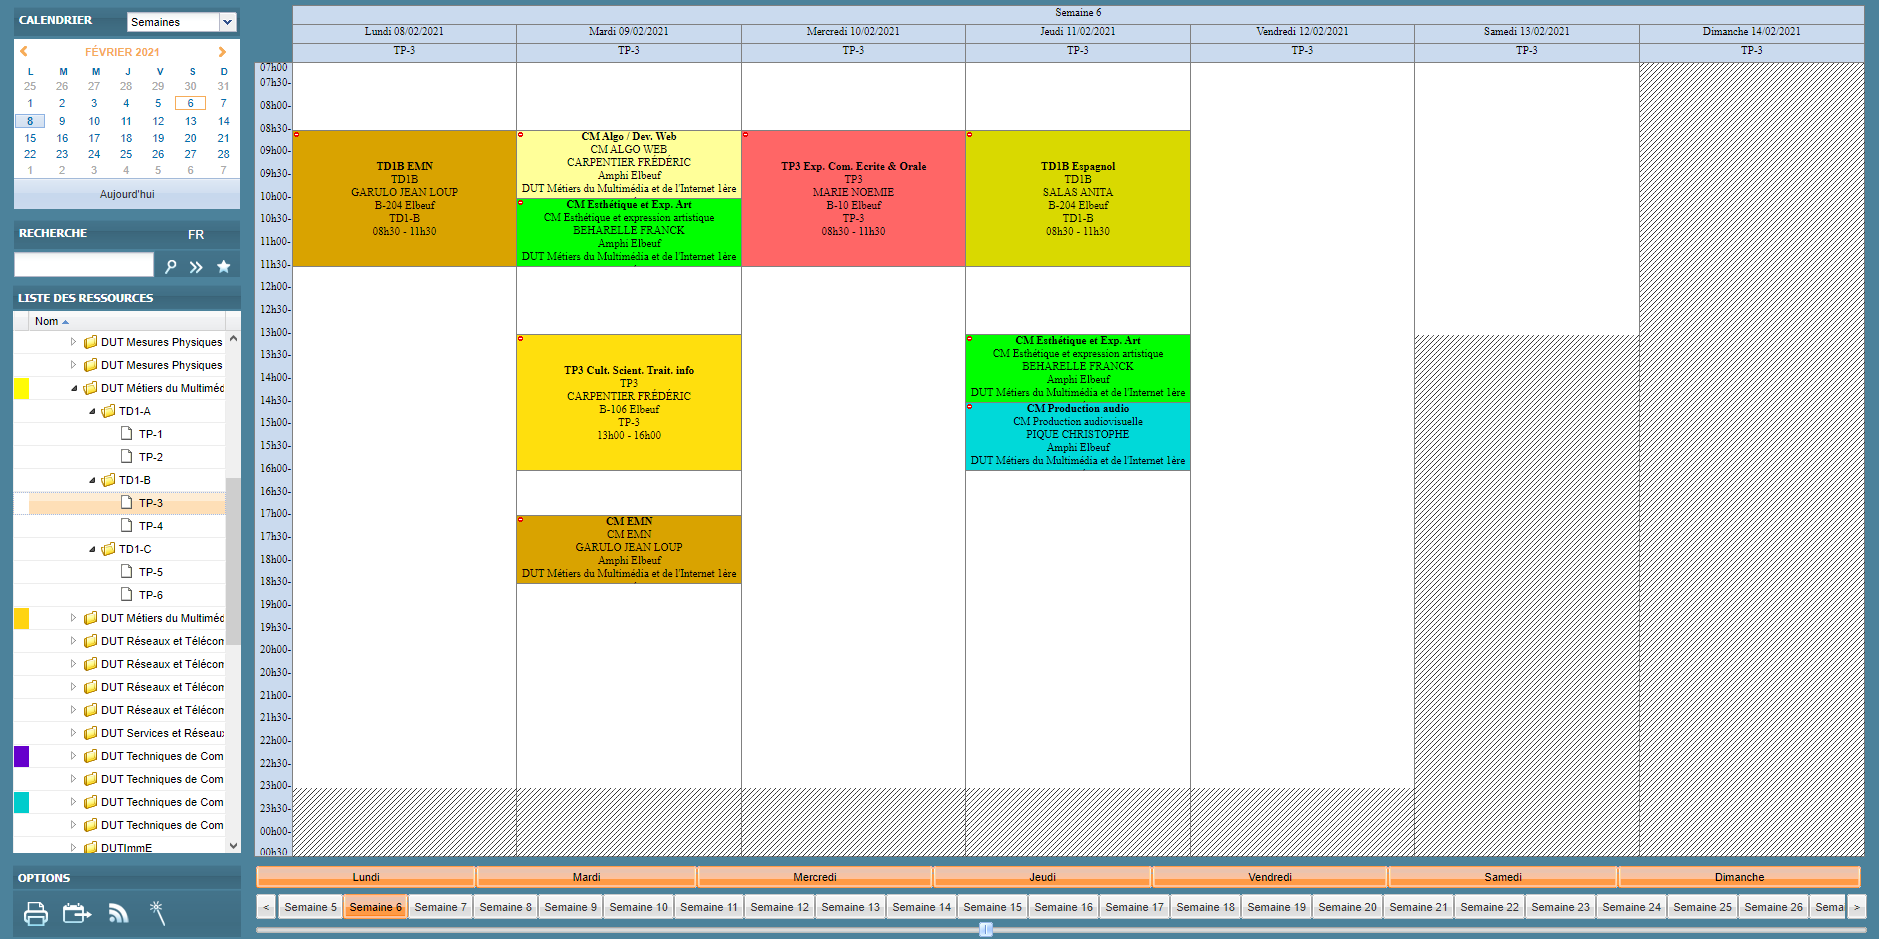 CALENDRIER
Semaines
FÉVRIER 2021
L M M J V S D
25 26 27 28 29 30 31
1 2 3 4 5 6 7
8 9 10 11 12 13 14
15 16 17 18 19 20 21
22 23 24 25 26 27 28
1 2 3 4 5 6 7
Aujourd'hui
RECHERCHE FR
LISTE DES RESSOURCES
Nom
DUT Mesures Physiques
DUT Mesures Physiques
DUT Métiers du Multiméd
TD1-A
TP-1
TP-2
TD1-B
TP-3
TP-4
TD1-C
TP-5
TP-6
DUT Métiers du Multiméd
DUT Réseaux et Télécom
DUT Réseaux et Télécom
DUT Réseaux et Télécom
DUT Réseaux et Télécom
DUT Services et Réseaux
DUT Techniques de Com
DUT Techniques de Com
DUT Techniques de Com
DUT Techniques de Com
DUTImmE
OPTIONS
Semaine 6
Lundi 08/02/2021 Mardi 09/02/2021 Mercredi 10/02/2021 Jeudi 11/02/2021 Vendredi 12/02/2021 Samedi 13/02/2021 Dimanche 14/02/2021
TP-3 TP-3 TP-3 TP-3 TP-3 TP-3 TP-3
07h00
07h30-
08h00-
08h30-
09h00-
09h30-
10h00-
10h30-
11h00-
11h30-
12h00-
12h30-
13h00-
13h30-
14h00-
14h30-
15h00-
15h30-
16h00-
16h30-
17h00-
17h30-
18h00-
18h30-
19h00-
19h30-
20h00-
20h30-
21h00-
21h30-
22h00-
22h30-
23h00-
23h30-
00h00-
00h30
TD1B EMN
TD1B
GARULO JEAN LOUP
B-204 Elbeuf
TD1-B
08h30 - 11h30
CM Algo / Dev. Web
CM ALGO WEB
CARPENTIER FRÉDÉRIC
Amphi Elbeuf
DUT Métiers du Multimédia et de l'Internet 1ère
CM Esthétique et Exp. Art
CM Esthétique et expression artistique
BEHARELLE FRANCK
Amphi Elbeuf
DUT Métiers du Multimédia et de l'Internet 1ère
TP3 Cult. Scient. Trait. info
TP3
CARPENTIER FRÉDÉRIC
B-106 Elbeuf
TP-3
13h00 - 16h00
CM EMN
CM EMN
GARULO JEAN LOUP
Amphi Elbeuf
DUT Métiers du Multimédia et de l'Internet 1ère
TP3 Exp. Com. Ecrite & Orale
TP3
MARIE NOEMIE
B-10 Elbeuf
TP-3
08h30 - 11h30
TD1B Espagnol
TD1B
SALAS ANITA
B-204 Elbeuf
TD1-B
08h30 - 11h30
CM Esthétique et Exp. Art
CM Esthétique et expression artistique
BEHARELLE FRANCK
Amphi Elbeuf
DUT Métiers du Multimédia et de l'Internet 1ère
CM Production audio
CM Production audiovisuelle
PIQUE CHRISTOPHE
Amphi Elbeuf
DUT Métiers du Multimédia et de l'Internet 1ère
Lundi Mardi Mercredi Jeudi Vendredi Samedi Dimanche
< Semaine 5 Semaine 6 Semaine 7 Semaine 8 Semaine 9 Semaine 10 Semaine 11 Semaine 12 Semaine 13 Semaine 14 Semaine 15 Semaine 16 Semaine 17 Semaine 18 Semaine 19 Semaine 20 Semaine 21 Semaine 22 Semaine 23 Semaine 24 Semaine 25 Semaine 26 Sema >